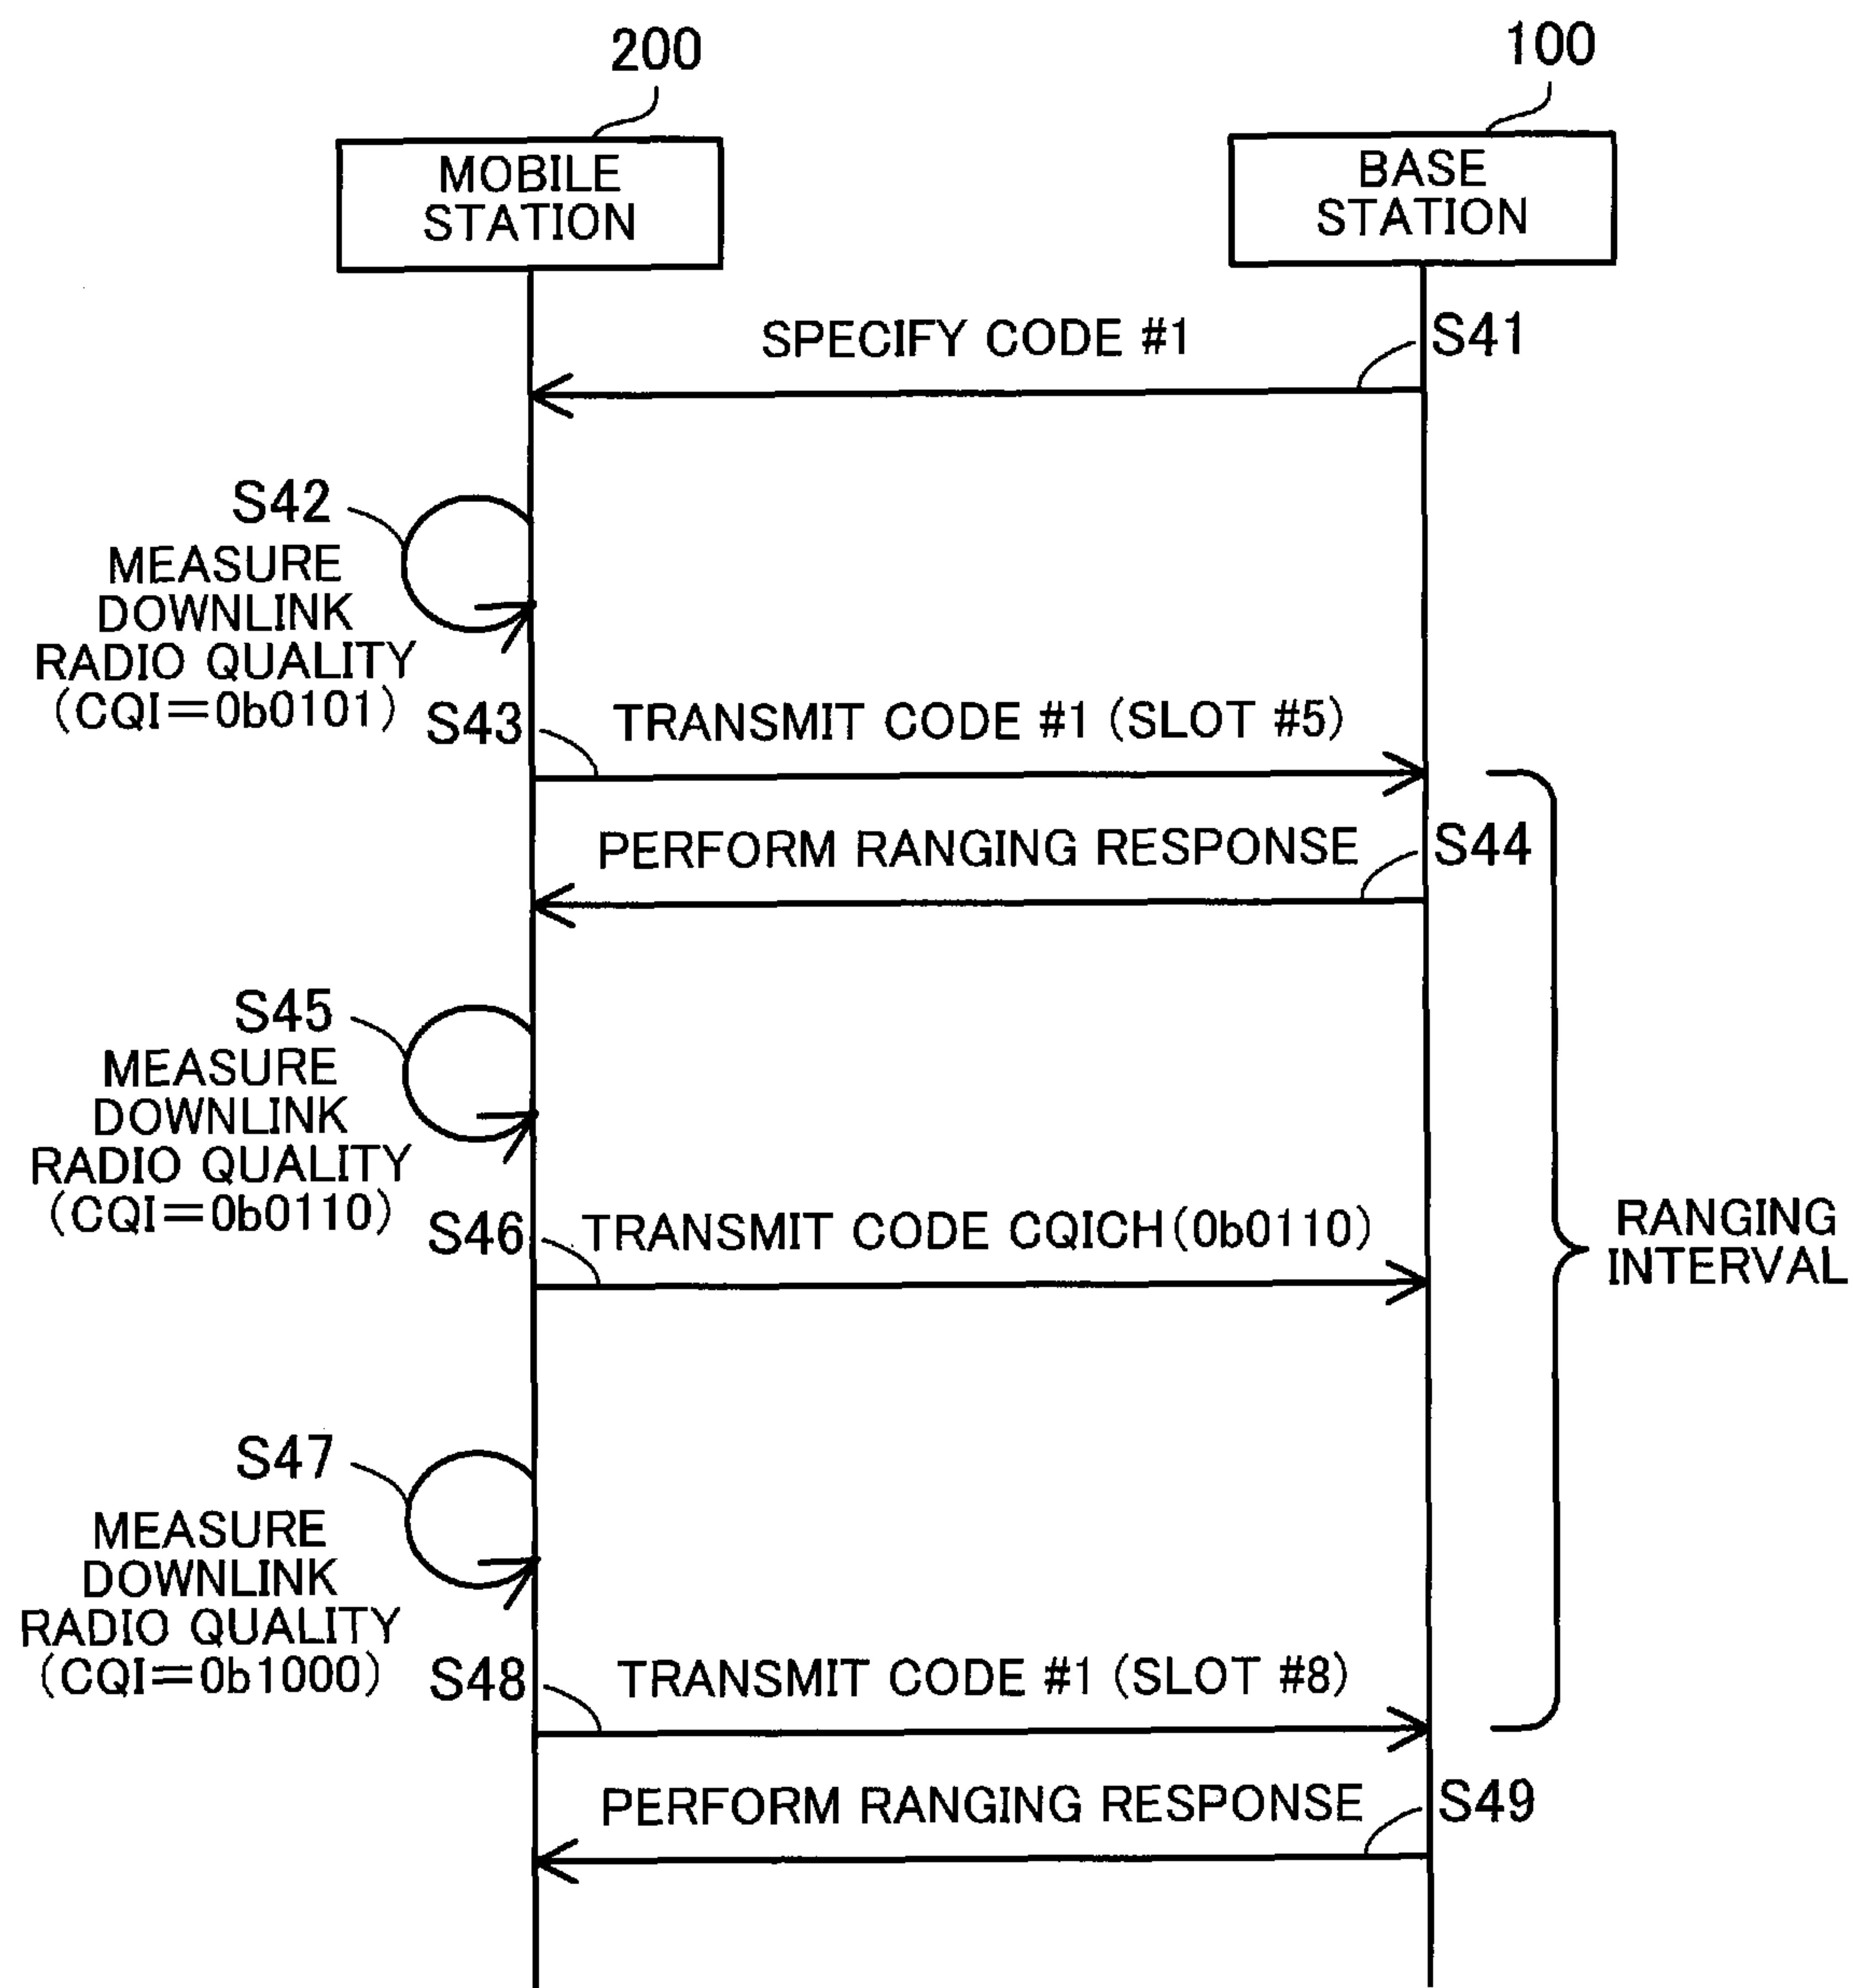 200
100
MOBILE
STATION
BASE
STATION
SPECIFY CODE #1
S41
S42
MEASURE
DOWNLINK
RADIO QUALITY
(CQI=0b0101)
S43
TRANSMIT CODE #1 (SLOT #5)
PERFORM RANGING RESPONSE
S44
S45
MEASURE
DOWNLINK
RADIO QUALITY
(CQI=0b0110)
S46
TRANSMIT CODE CQICH(0b0110)
RANGING
INTERVAL
S47
MEASURE
DOWNLINK
RADIO QUALITY
(CQI=0b1000)
S48
TRANSMIT CODE #1 (SLOT #8)
PERFORM RANGING RESPONSE
S49